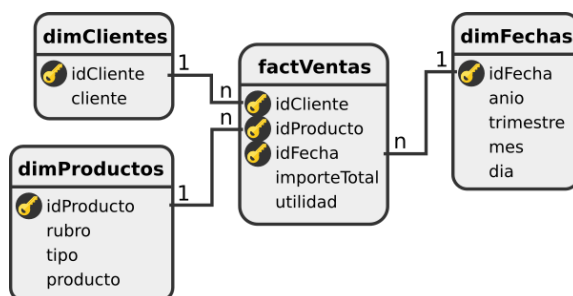 dimClientes
idCliente
cliente
1
n
dimProductos
idProducto
rubro
tipo
producto
1
n
factVentas
idCliente
idProducto
idFecha
importeTotal
utilidad
n
1
dimFechas
idFecha
anio
trimestre
mes
dia